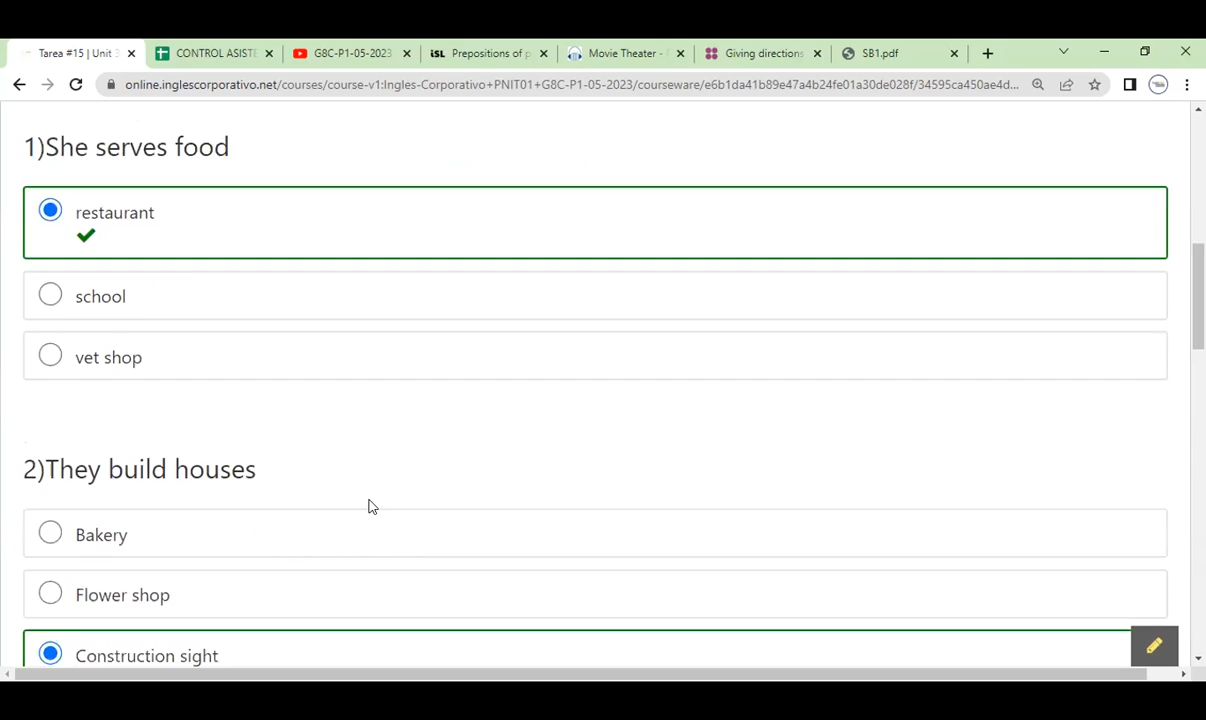 Tarea #15 | Unit 3
CONTROL ASISTE
G8C-P1-05-2023
iSL Prepositions of p
Movie Theater -
Giving directions
SB1.pdf
online.inglescorporativo.net/courses/course-v1:Ingles-Corporativo+PNIT01+G8C-P1-05-2023/courseware/e6b1da41b89e47a4b24fe01a30de028f/34595ca450ae4d...
1)She serves food
restaurant
school
vet shop
2)They build houses
Bakery
Flower shop
Construction sight